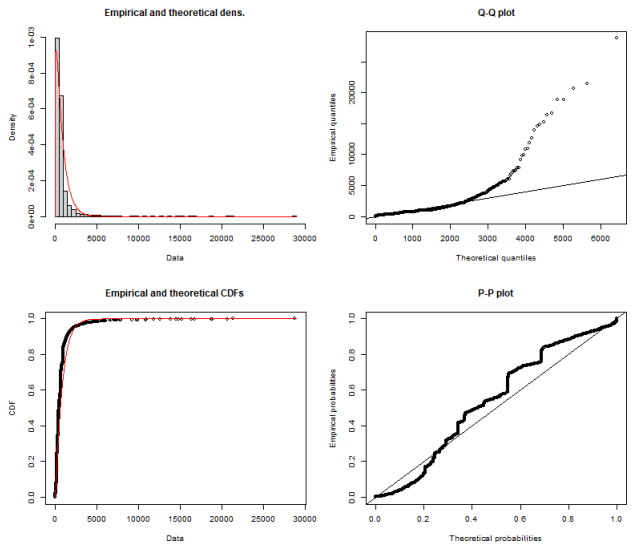 Empirical and theoretical dens.
Density
0e+00 2e-04 4e-04 6e-04 8e-04 1e-03
0 5000 10000 15000 20000 25000 30000
Data
Q-Q plot
Empirical quantiles
0 5000 10000 20000
0 1000 2000 3000 4000 5000 6000
Theoretical quantiles
Empirical and theoretical CDFs
CDF
0.0 0.2 0.4 0.6 0.8 1.0
0 5000 10000 15000 20000 25000 30000
Data
P-P plot
Empirical probabilities
0.0 0.2 0.4 0.6 0.8 1.0
0.0 0.2 0.4 0.6 0.8 1.0
Theoretical probabilities